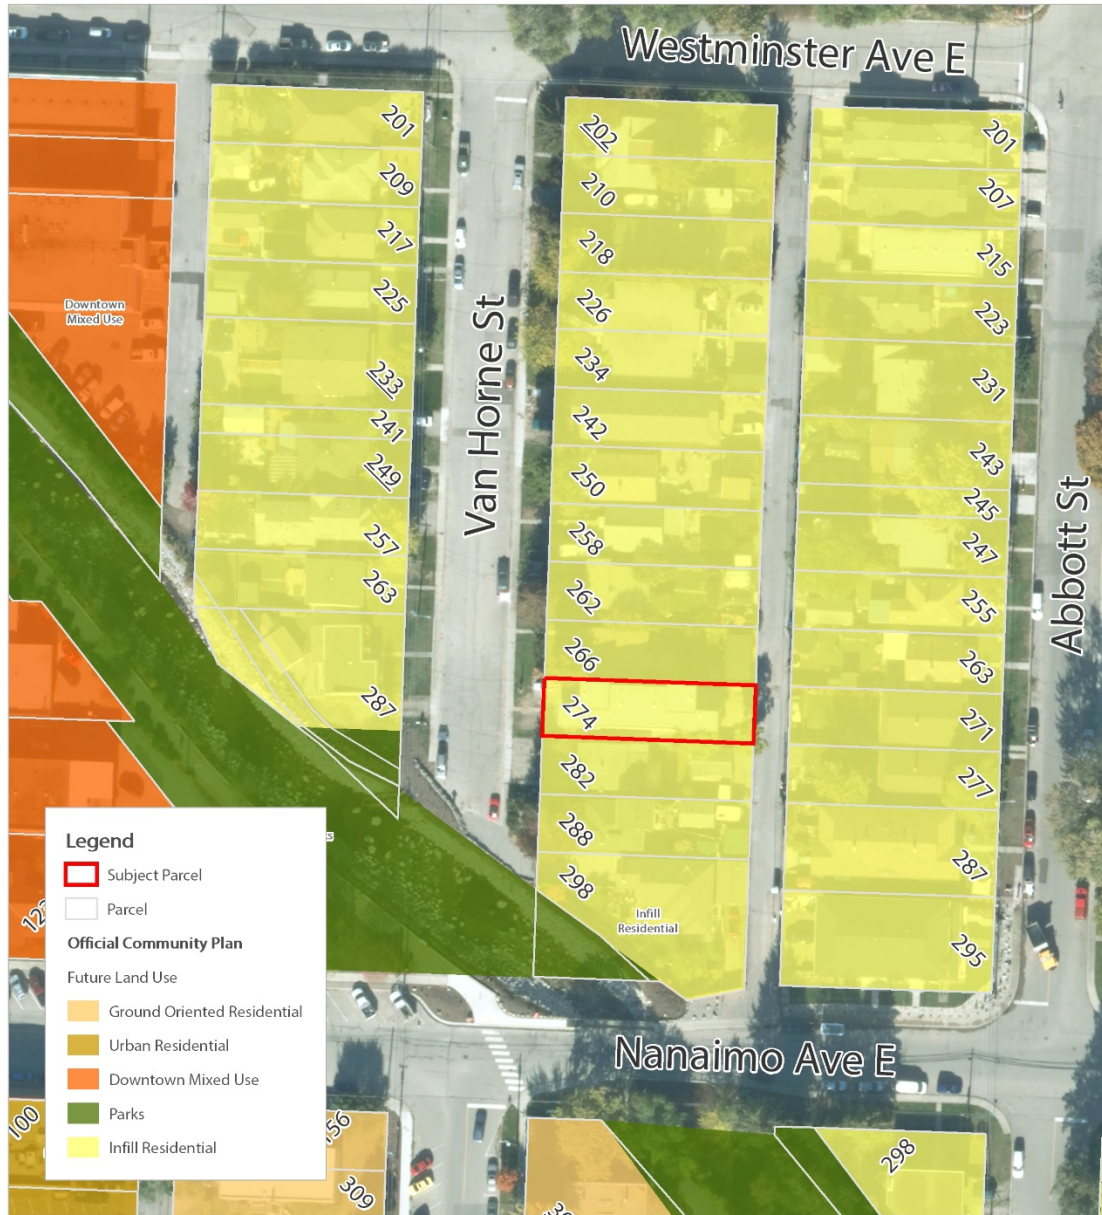 Westminster Ave E
201
209
217
225
233
241
249
257
263
287
Van Horne St
202
210
218
226
234
242
250
258
262
266
274
282
288
298
Infill
Residential
201
207
215
223
231
243
245
247
255
263
271
277
287
295
Abbott St
Downtown
Mixed Use
Legend
Subject Parcel
Parcel
Official Community Plan
Future Land Use
Ground Oriented Residential
Urban Residential
Downtown Mixed Use
Parks
Infill Residential
Nanaimo Ave E
100
309
298